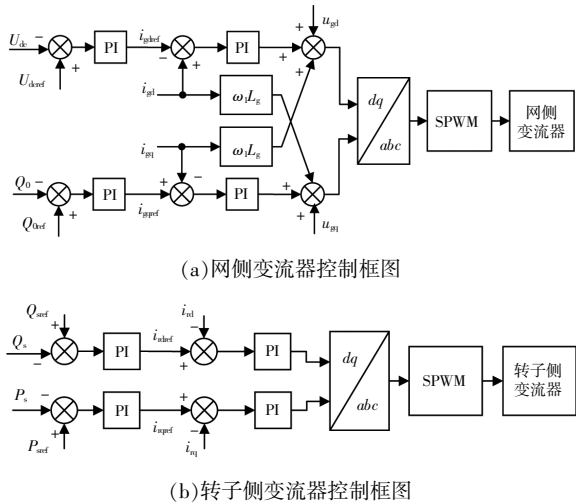 U_dc − PI i_gdref − PI + + u_gd
+ U_dcref + +
i_gd ω₁L_g dq abc SPWM 网侧变流器
i_gq ω₁L_g
Q_0 − PI + − PI + +
+ Q_0ref i_gqref + u_gq
(a)网侧变流器控制框图
Q_sref + i_rd −
Q_s − PI i_rdref + PI
dq abc SPWM 转子侧变流器
P_s − PI + PI
P_sref + i_rqref − i_rq
(b)转子侧变流器控制框图